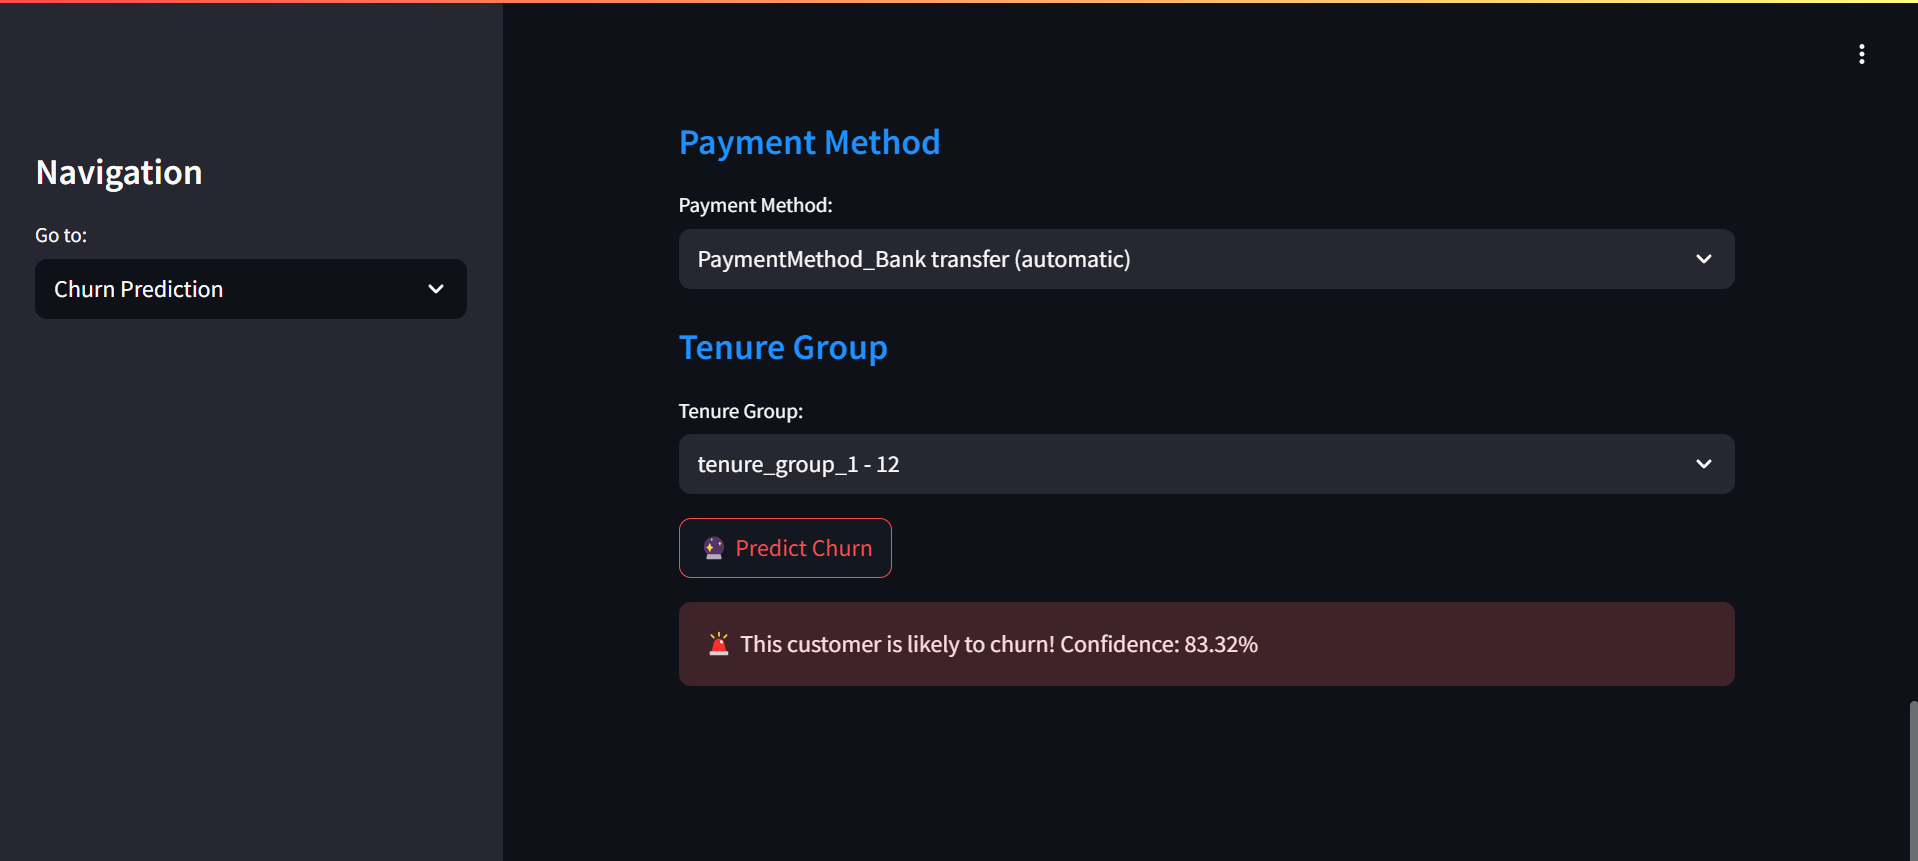 Navigation
Go to:
Churn Prediction
Payment Method
Payment Method:
PaymentMethod_Bank transfer (automatic)
Tenure Group
Tenure Group:
tenure_group_1 - 12
🔮 Predict Churn
🚨 This customer is likely to churn! Confidence: 83.32%